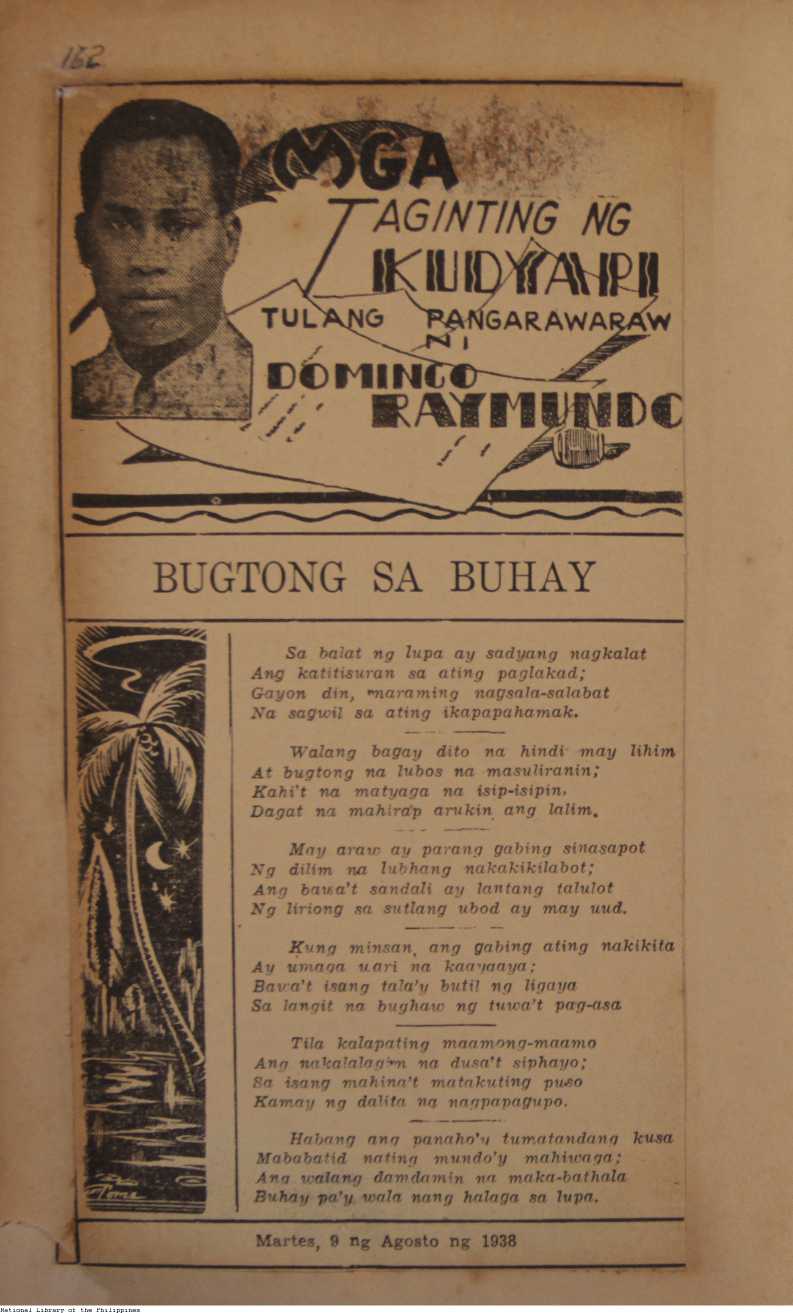 162
MGA
TAGINTING NG
KUDYAPI
TULANG PANGARAWARAW
NI
DOMINGO
RAYMUNDO
BUGTONG SA BUHAY
Sa balat ng lupa ay sadyang nagkalat
Ang katitisuran sa ating paglakad;
Gayon din, maraming nagsala-salabat
Na sagwil sa ating ikapapahamak.
Walang bagay dito na hindi may lihim
At bugtong na lubos na masuliranin;
Kahi't na matyaga na isip-isipin,
Dagat na mahirap arukin ang lalim.
May araw ay parang gabing sinasapot
Ng dilim na lubhang nakakikilabot;
Ang bawa't sandali ay lantang talulot
Ng liriong sa sutlang ubod ay may uud.
Kung minsan, ang gabing ating nakikita
Ay umaga uari na kaayaaya;
Bawa't isang tala'y butil ng ligaya
Sa langit na bughaw ng tuwa't pag-asa
Tila kalapating maamong-maamo
Ang nakalalagim na dusa't siphayo;
Sa isang mahina't matakuting puso
Kamay ng dalita na nagpapagupo.
Habang ang panaho'y tumatandang kusa
Mababatid nating mundo'y mahiwaga;
Ang walang damdamin na maka-bathala
Buhay pa'y wala nang halaga sa lupa.
Martes, 9 ng Agosto ng 1938
National Library of the Philippines